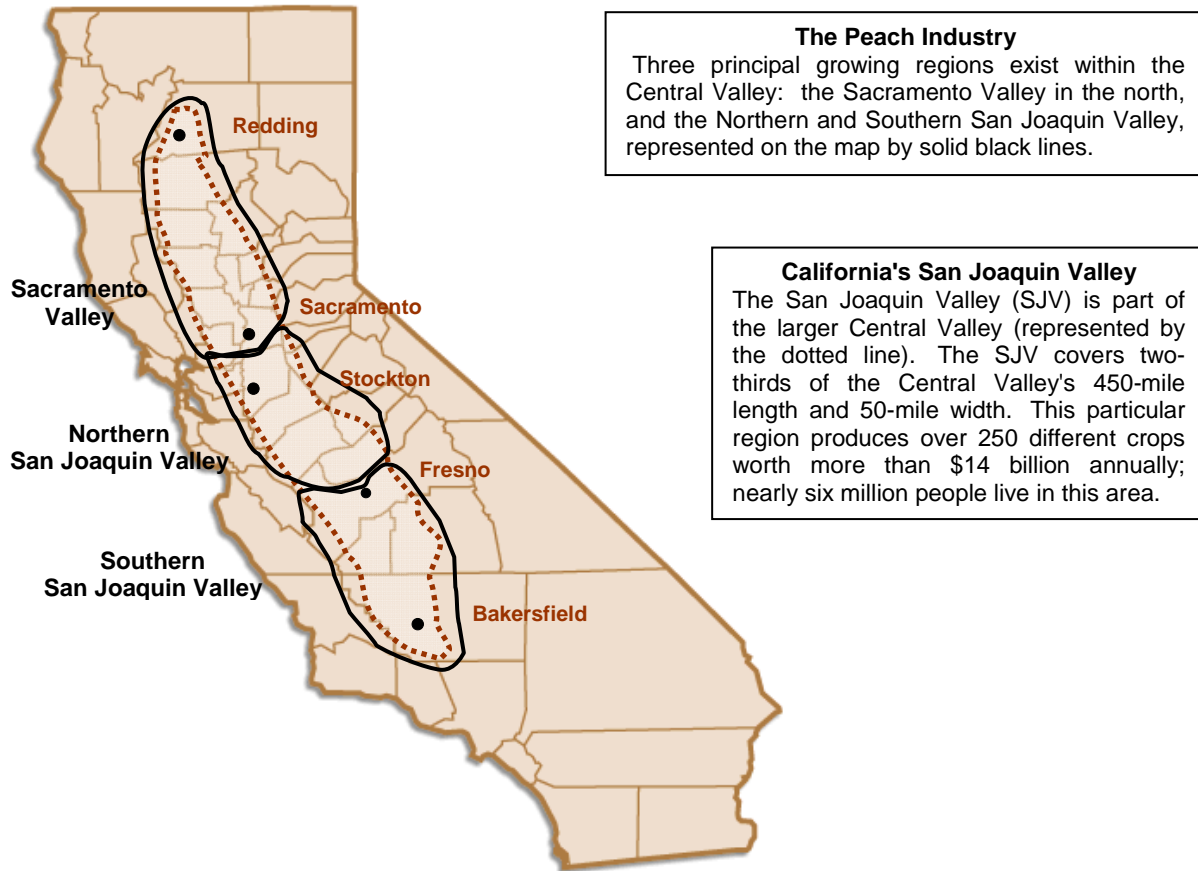 The Peach Industry
Three principal growing regions exist within the
Central Valley: the Sacramento Valley in the north,
and the Northern and Southern San Joaquin Valley,
represented on the map by solid black lines.
California's San Joaquin Valley
The San Joaquin Valley (SJV) is part of
the larger Central Valley (represented by
the dotted line). The SJV covers two-
thirds of the Central Valley's 450-mile
length and 50-mile width. This particular
region produces over 250 different crops
worth more than $14 billion annually;
nearly six million people live in this area.
Redding
Sacramento
Valley
Sacramento
Stockton
Northern
San Joaquin Valley
Fresno
Southern
San Joaquin Valley
Bakersfield